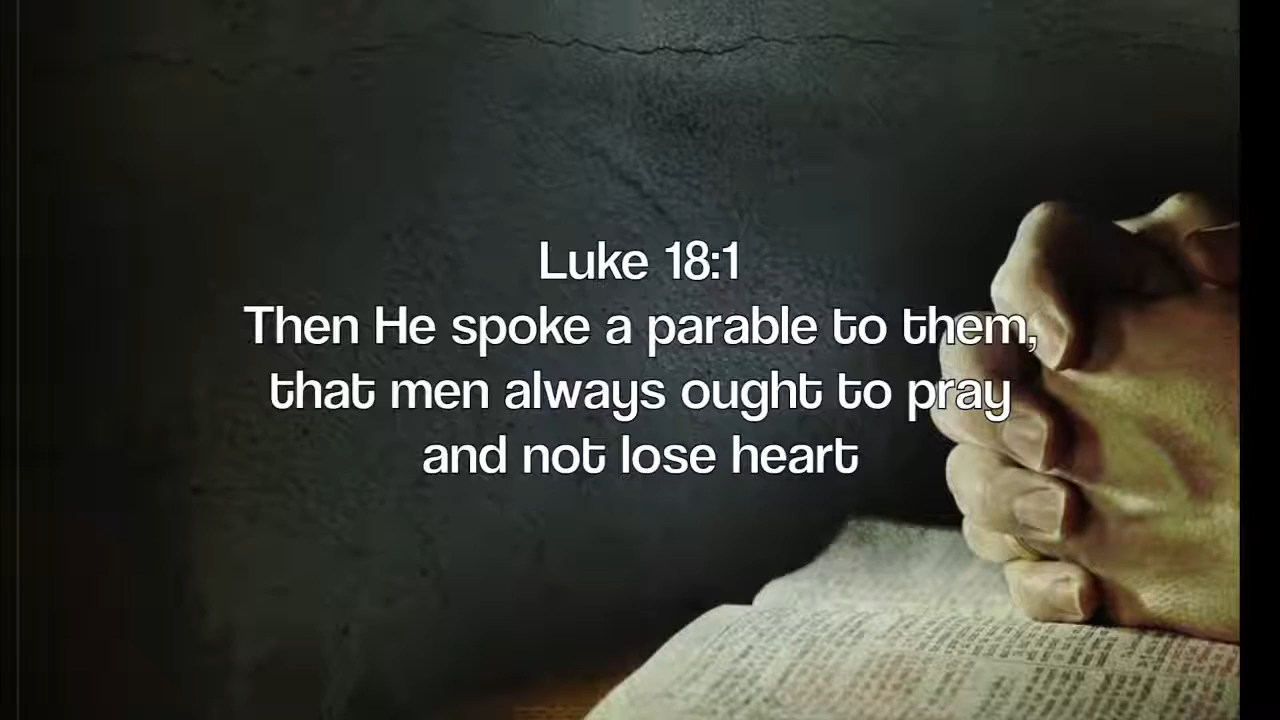 Luke 18:1
Then He spoke a parable to them,
that men always ought to pray
and not lose heart